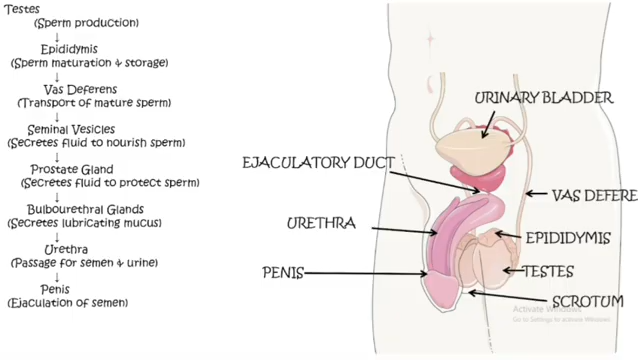 Testes
(Sperm production)
↓
Epididymis
(Sperm maturation & storage)
↓
Vas Deferens
(Transport of mature sperm)
↓
Seminal Vesicles
(Secretes fluid to nourish sperm)
↓
Prostate Gland
(Secretes fluid to protect sperm)
↓
Bulbourethral Glands
(Secretes lubricating mucus)
↓
Urethra
(Passage for semen & urine)
↓
Penis
(Ejaculation of semen)
URINARY BLADDER
EJACULATORY DUCT
VAS DEFERE
URETHRA
EPIDIDYMIS
PENIS
TESTES
SCROTUM
Activate Windows
Go to Settings to activate Windows.